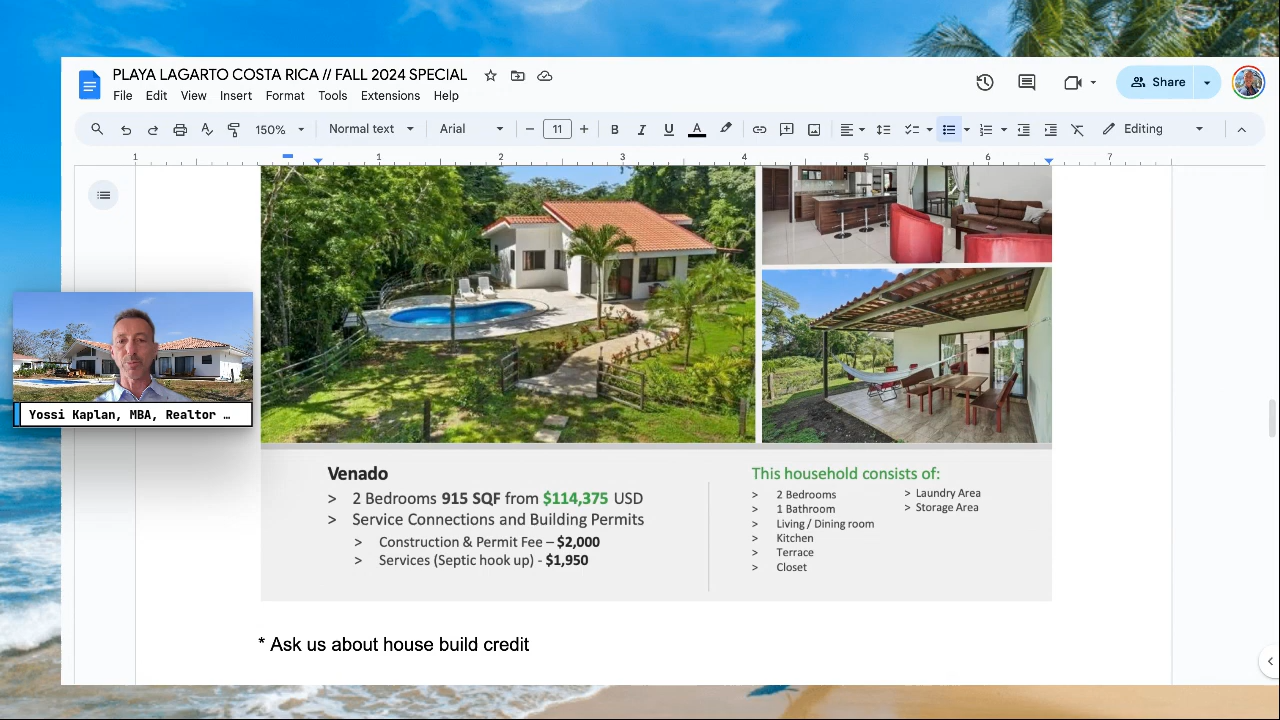 PLAYA LAGARTO COSTA RICA // FALL 2024 SPECIAL
File Edit View Insert Format Tools Extensions Help
Share
150% Normal text Arial 11 B I U A Editing
1 1 2 3 4 5 6 7
Yossi Kaplan, MBA, Realtor …
Venado
> 2 Bedrooms 915 SQF from $114,375 USD
> Service Connections and Building Permits
> Construction & Permit Fee – $2,000
> Services (Septic hook up) - $1,950
This household consists of:
> 2 Bedrooms
> 1 Bathroom
> Living / Dining room
> Kitchen
> Terrace
> Closet
> Laundry Area
> Storage Area
* Ask us about house build credit